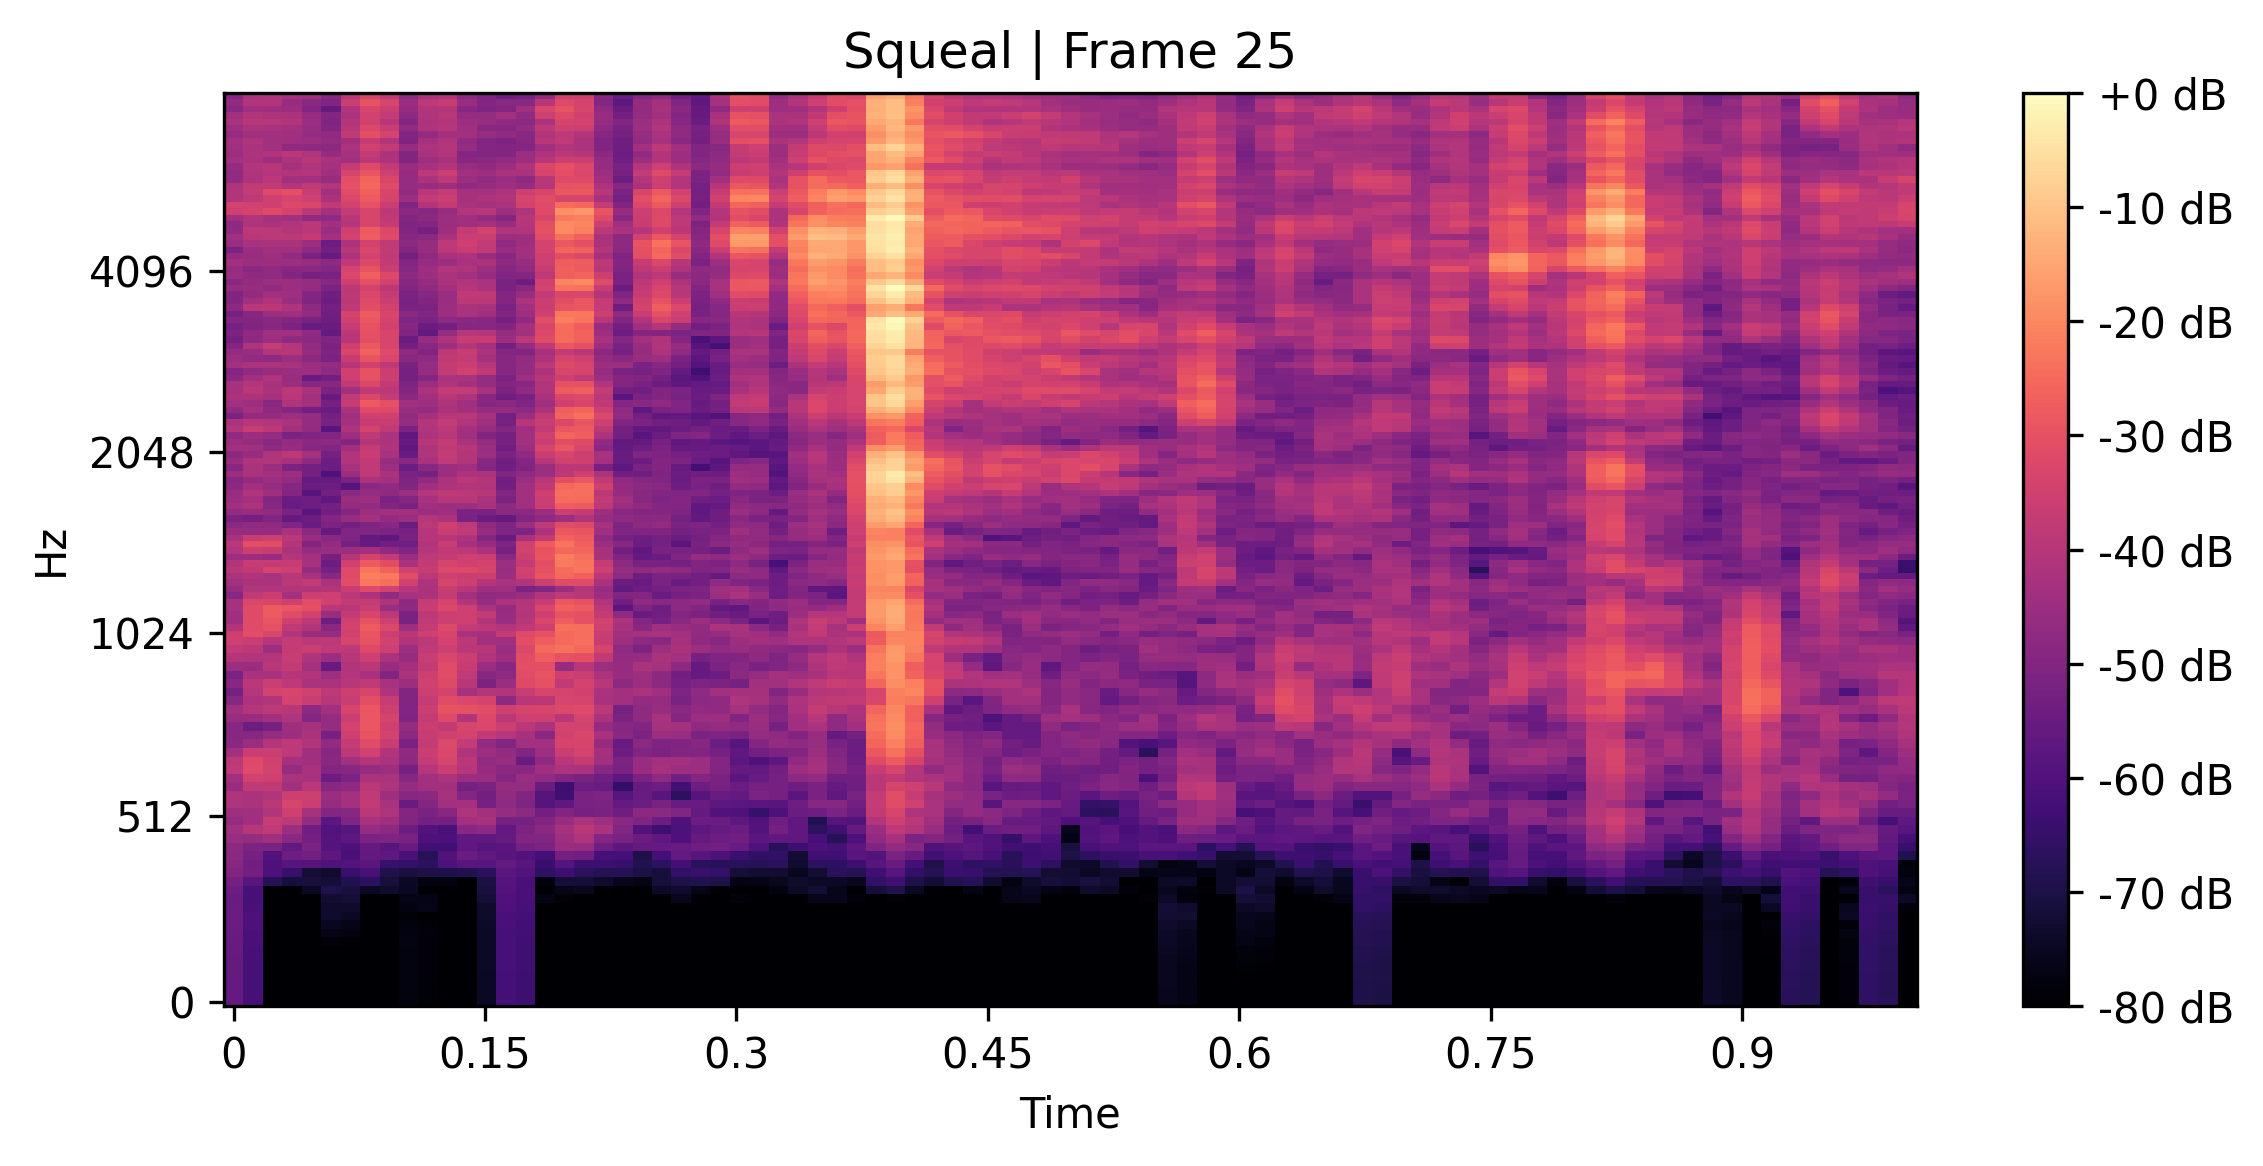 Squeal | Frame 25
+0 dB
-10 dB
-20 dB
-30 dB
-40 dB
-50 dB
-60 dB
-70 dB
-80 dB
Hz
4096
2048
1024
512
0
0 0.15 0.3 0.45 0.6 0.75 0.9
Time